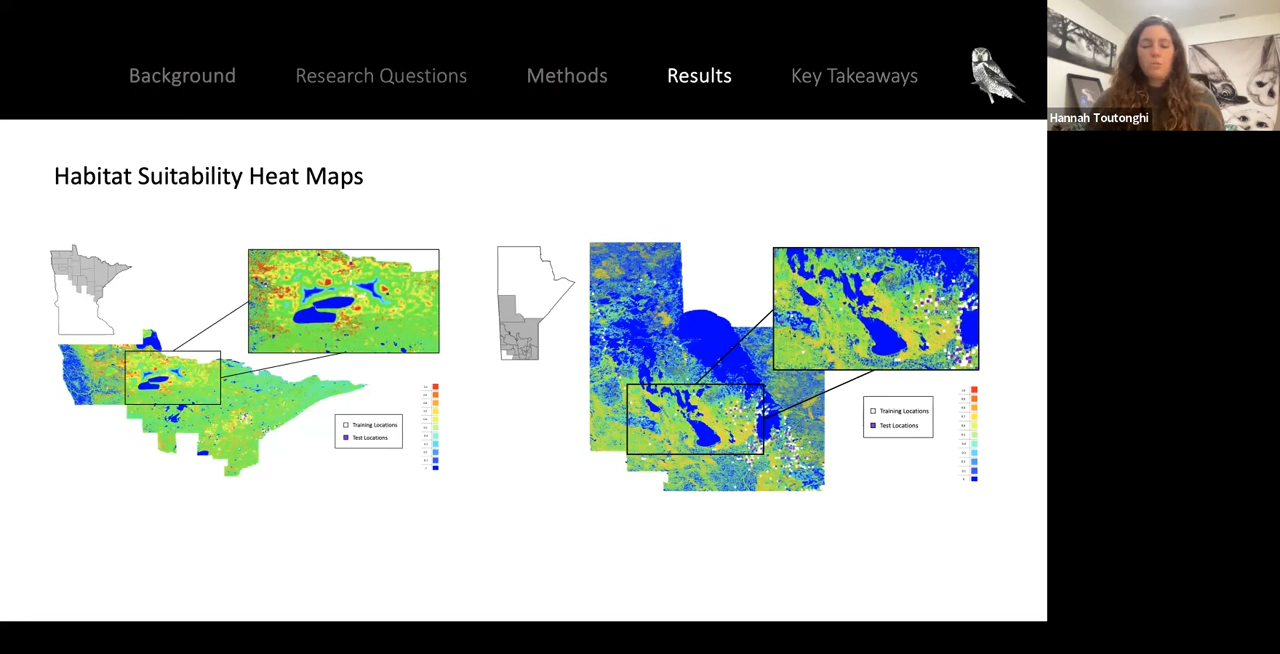 Background Research Questions Methods Results Key Takeaways
Hannah Toutonghi
Habitat Suitability Heat Maps
Training Locations
Test Locations
Training Locations
Test Locations